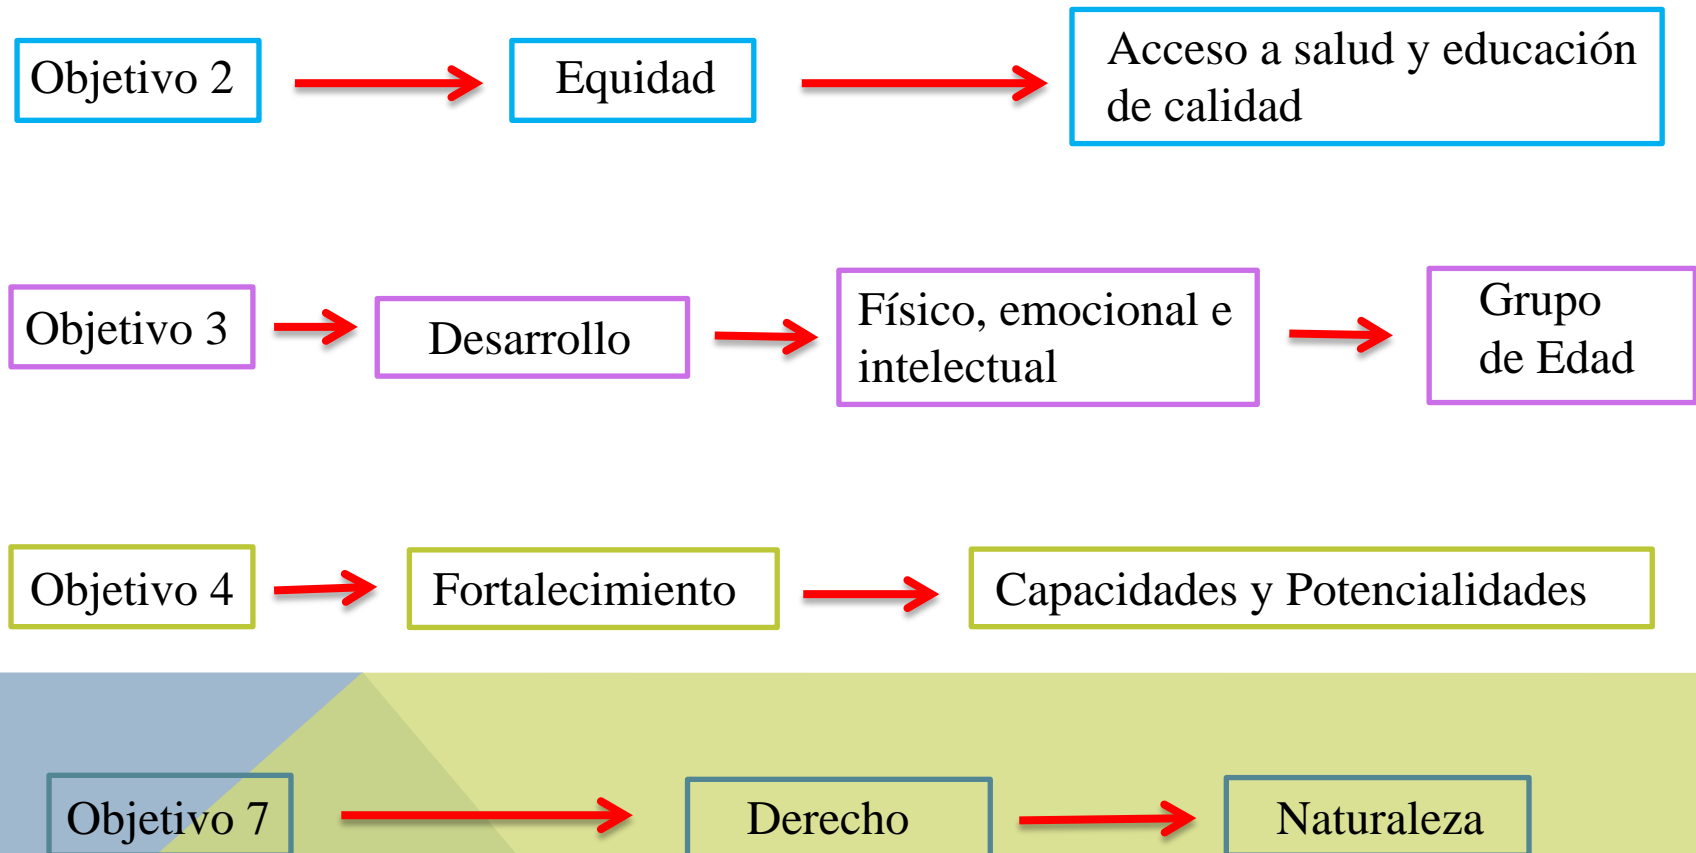 Objetivo 2
Equidad
Acceso a salud y educación
de calidad
Objetivo 3
Desarrollo
Físico, emocional e
intelectual
Grupo
de Edad
Objetivo 4
Fortalecimiento
Capacidades y Potencialidades
Objetivo 7
Derecho
Naturaleza